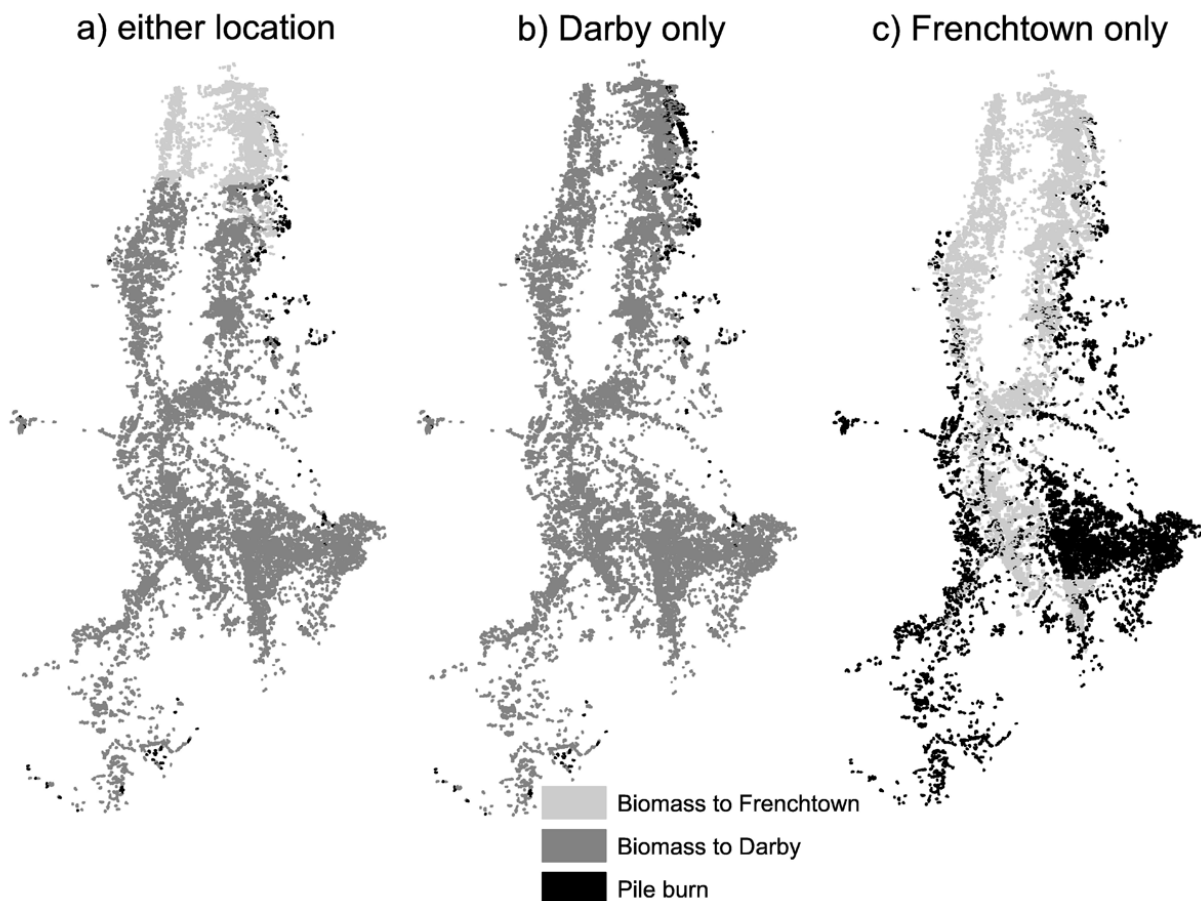 a) either location
b) Darby only
c) Frenchtown only
Biomass to Frenchtown
Biomass to Darby
Pile burn